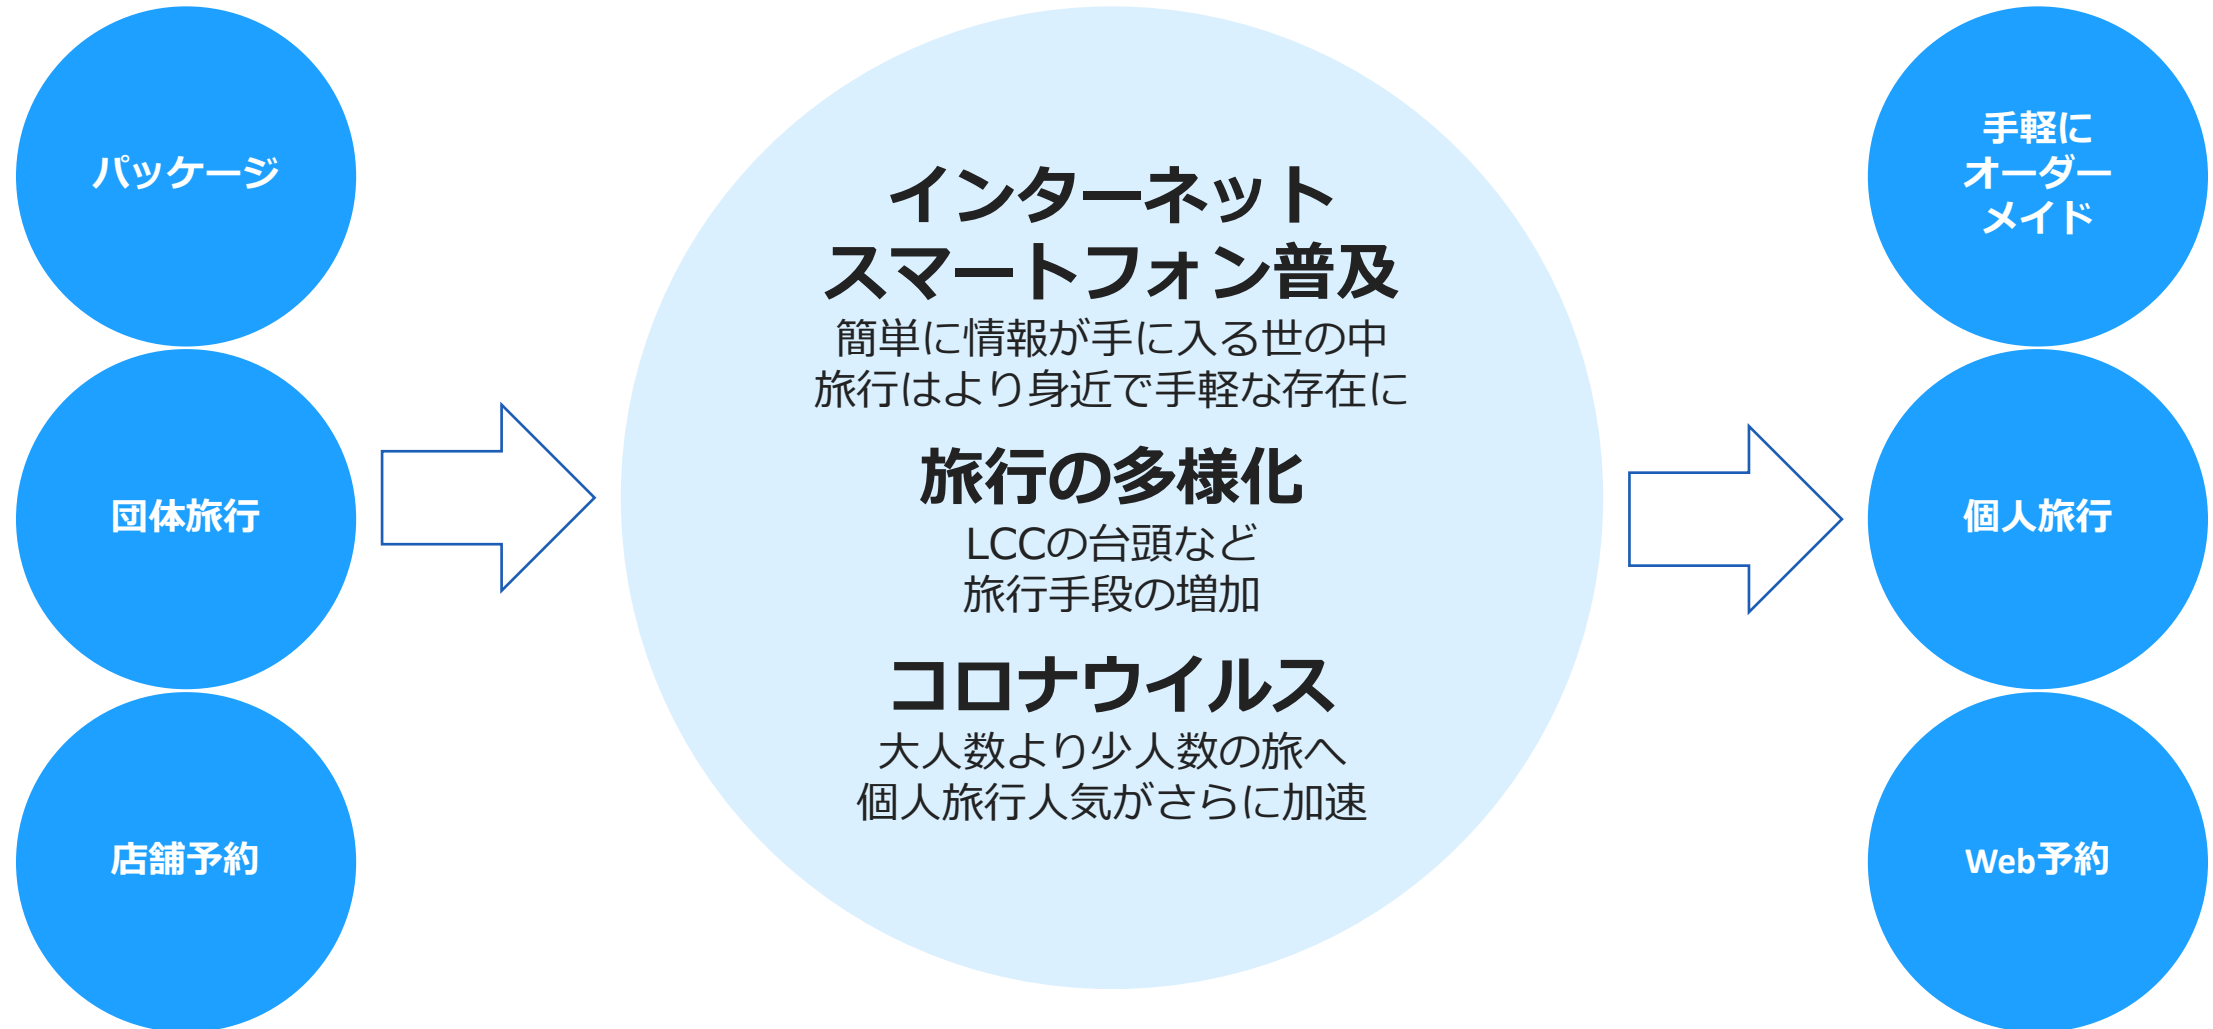 パッケージ
団体旅行
店舗予約
インターネット
スマートフォン普及
簡単に情報が手に入る世の中
旅行はより身近で手軽な存在に
旅行の多様化
LCCの台頭など
旅行手段の増加
コロナウイルス
大人数より少人数の旅へ
個人旅行人気がさらに加速
手軽に
オーダー
メイド
個人旅行
Web予約